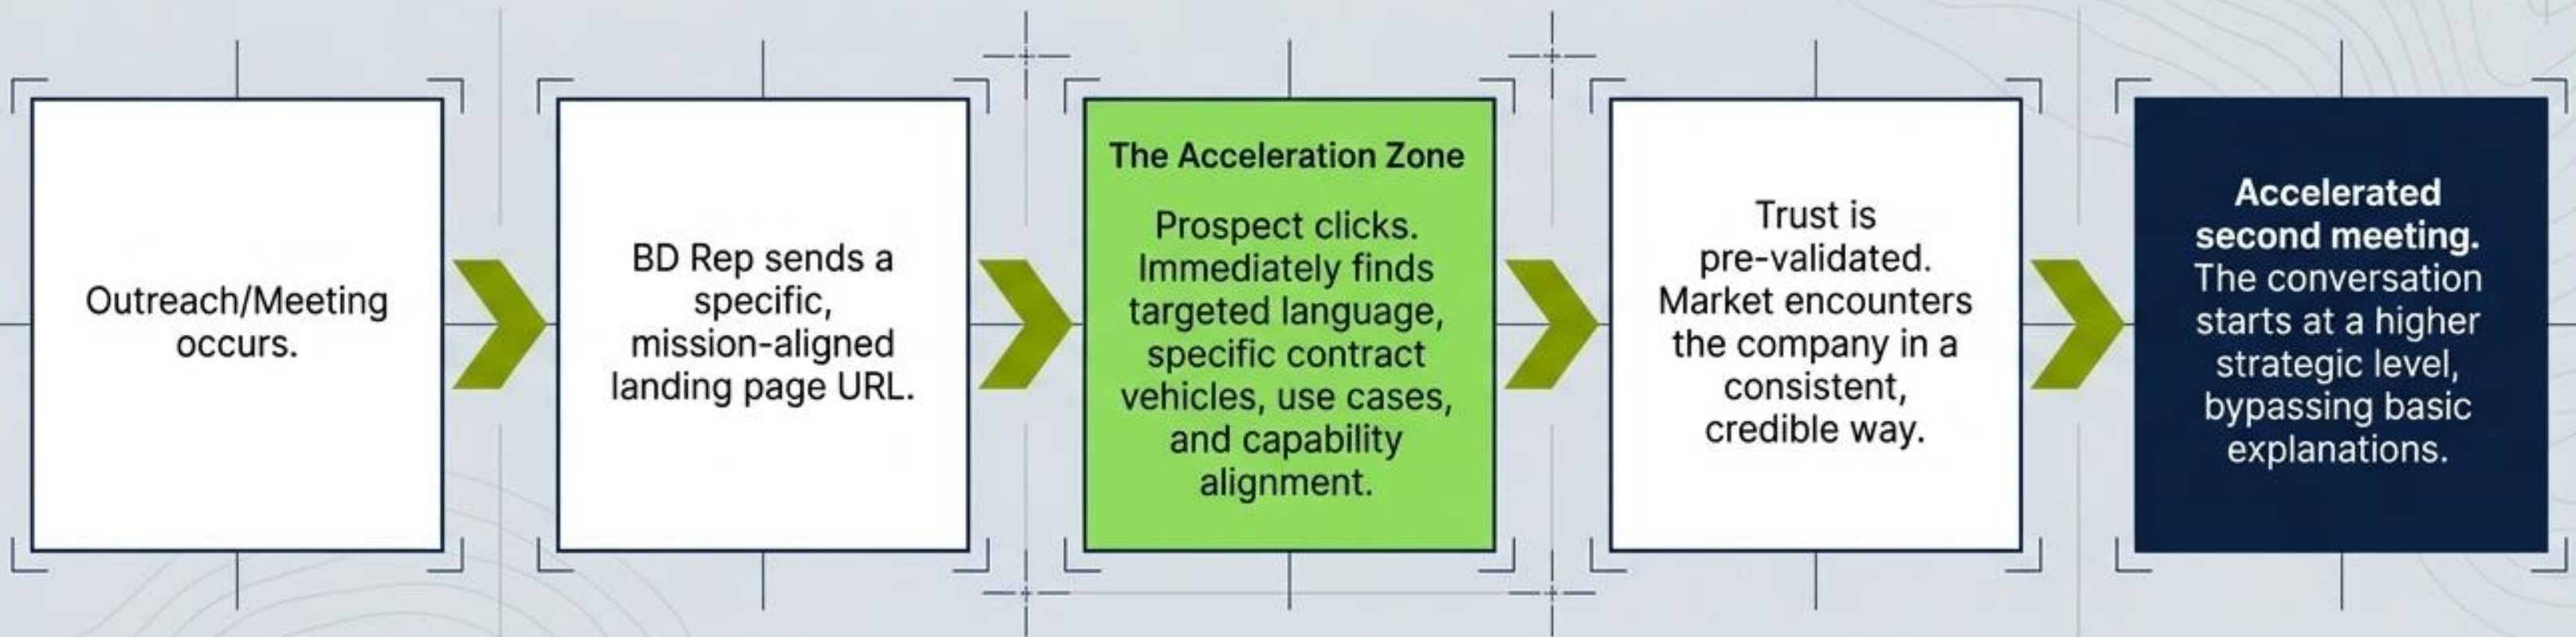 Outreach/Meeting
occurs.
BD Rep sends a
specific,
mission-aligned
landing page URL.
The Acceleration Zone
Prospect clicks.
Immediately finds
targeted language,
specific contract
vehicles, use cases,
and capability
alignment.
Trust is
pre-validated.
Market encounters
the company in a
consistent,
credible way.
Accelerated
second meeting.
The conversation
starts at a higher
strategic level,
bypassing basic
explanations.